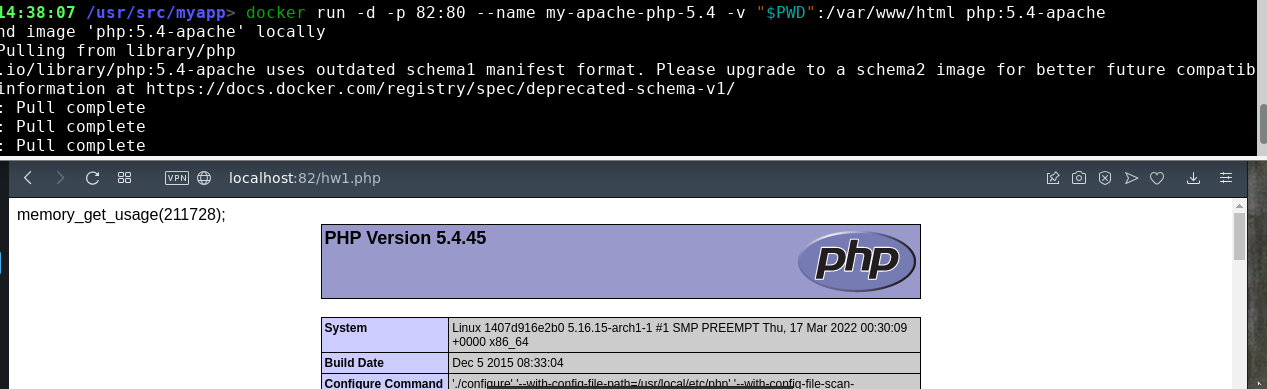 14:38:07 /usr/src/myapp> docker run -d -p 82:80 --name my-apache-php-5.4 -v "$PWD":/var/www/html php:5.4-apache
nd image 'php:5.4-apache' locally
Pulling from library/php
.io/library/php:5.4-apache uses outdated schema1 manifest format. Please upgrade to a schema2 image for better future compatib
information at https://docs.docker.com/registry/spec/deprecated-schema-v1/
: Pull complete
: Pull complete
: Pull complete
VPN localhost:82/hw1.php
memory_get_usage(211728);
PHP Version 5.4.45
php
System Linux 1407d916e2b0 5.16.15-arch1-1 #1 SMP PREEMPT Thu, 17 Mar 2022 00:30:09
+0000 x86_64
Build Date Dec 5 2015 08:33:04
Configure Command './configure' '--with-config-file-path=/usr/local/etc/php' '--with-config-file-scan-